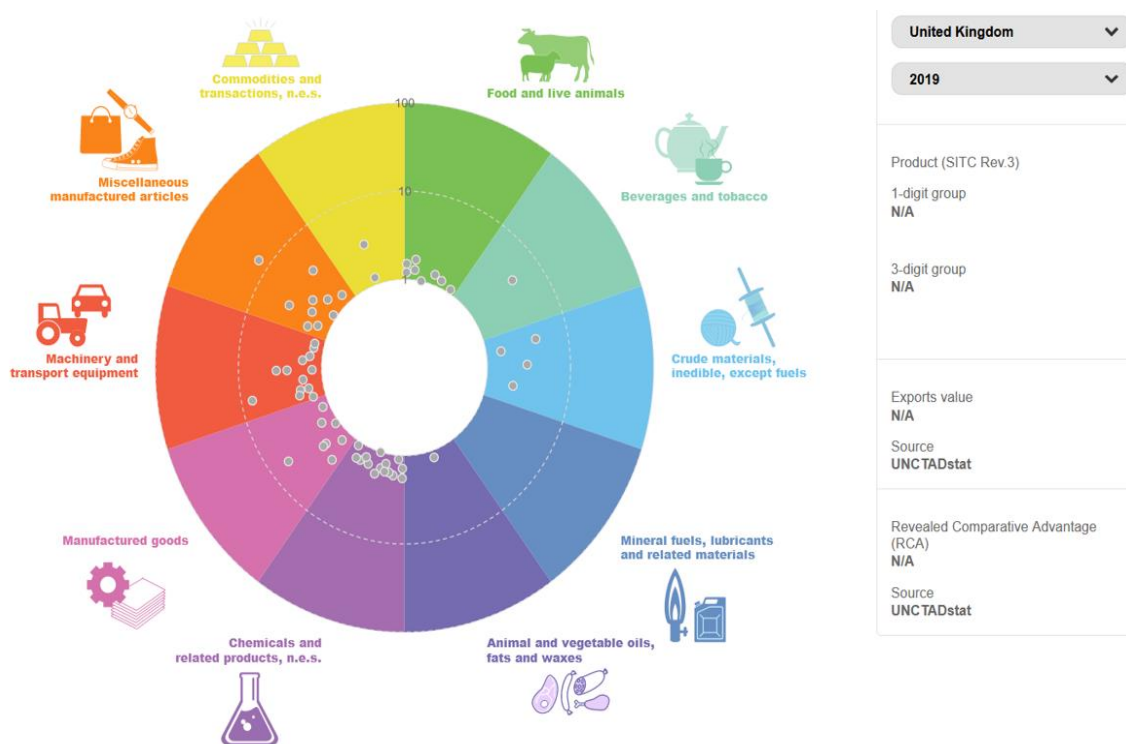 United Kingdom
2019
Commodities and
transactions, n.e.s.
Food and live animals
Miscellaneous
manufactured articles
Beverages and tobacco
Machinery and
transport equipment
Crude materials,
inedible, except fuels
Manufactured goods
Mineral fuels, lubricants
and related materials
Chemicals and
related products, n.e.s.
Animal and vegetable oils,
fats and waxes
100
10
1
Product (SITC Rev.3)
1-digit group
N/A
3-digit group
N/A
Exports value
N/A
Source
UNCTADstat
Revealed Comparative Advantage
(RCA)
N/A
Source
UNCTADstat